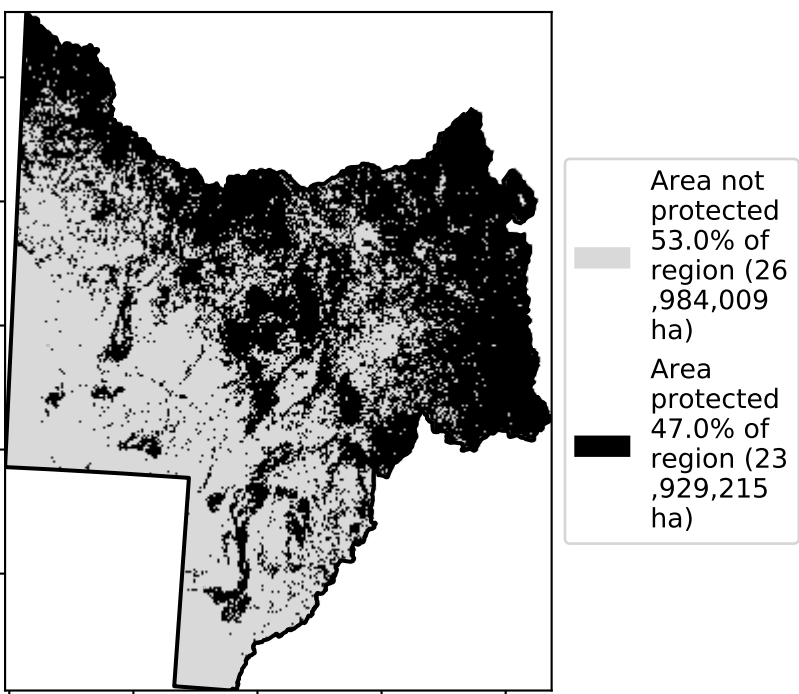 Area not
protected
53.0% of
region (26
,984,009
ha)
Area
protected
47.0% of
region (23
,929,215
ha)